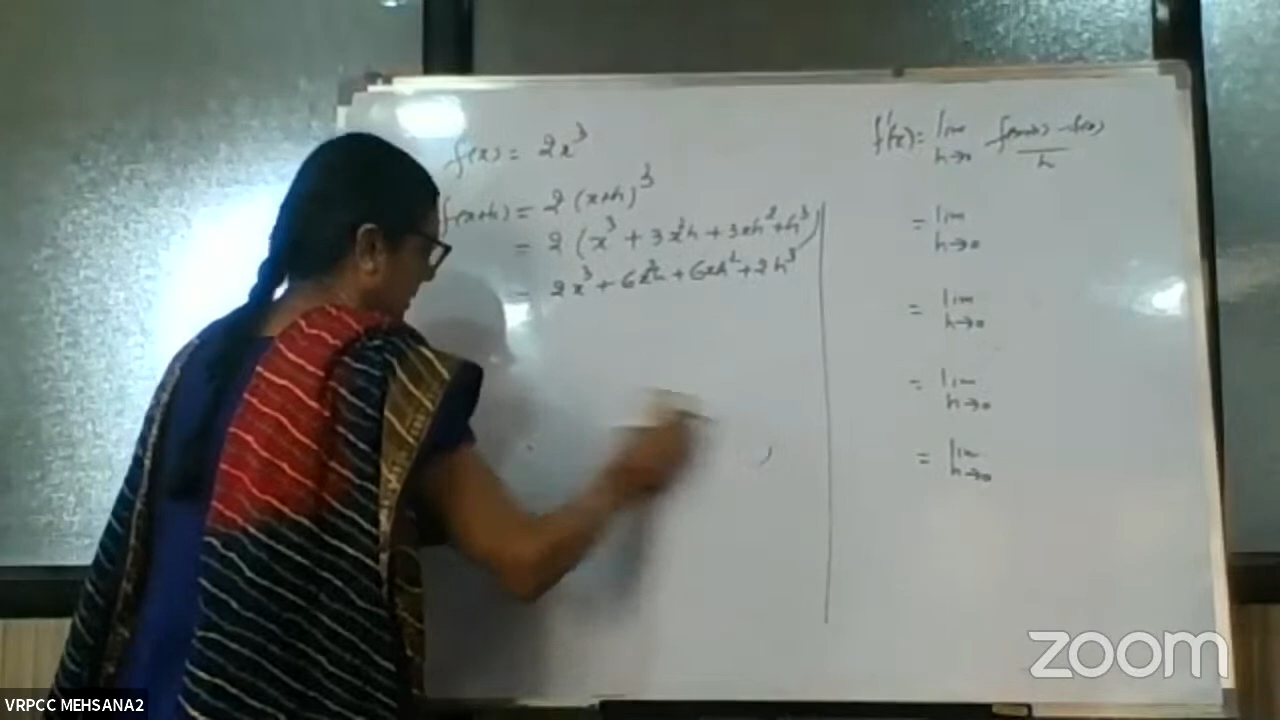 f(x) = 2x³
f(x+h) = 2(x+h)³
= 2(x³ + 3x²h + 3xh² + h³)
= 2x³ + 6x²h + 6xh² + 2h³
f'(x) = lim h→0 f(x+h) - f(x) / h
= lim h→0
= lim h→0
= lim h→0
= lim h→0
zoom
VRPCC MEHSANA2